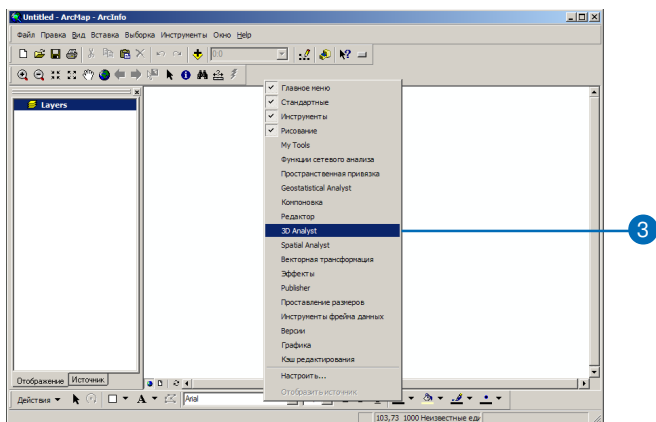 Untitled - ArcMap - ArcInfo
Файл Правка Вид Вставка Выборка Инструменты Окно Help
Layers
Главное меню
Стандартные
Инструменты
Рисование
My Tools
Функции сетевого анализа
Пространственная привязка
Geostatistical Analyst
Компоновка
Редактор
3D Analyst
3
Spatial Analyst
Векторная трансформация
Эффекты
Publisher
Проставление размеров
Инструменты фрейма данных
Версии
Графика
Кэш редактирования
Настроить...
Отобразить источник
Отображение Источник
Действия A Arial A
103,73 1000 Неизвестные еди